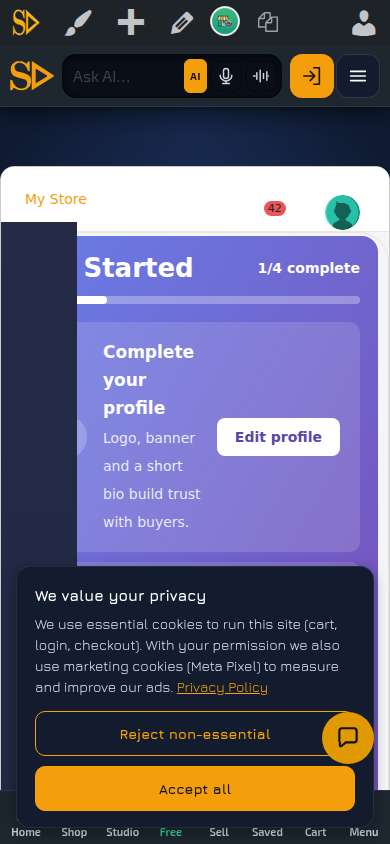 SD
SD
Ask AI...
AI
My Store
42
Started
1/4 complete
Complete
your
profile
Logo, banner
and a short
bio build trust
with buyers.
Edit profile
We value your privacy
We use essential cookies to run this site (cart,
login, checkout). With your permission we also
use marketing cookies (Meta Pixel) to measure
and improve our ads. Privacy Policy
Reject non-essential
Accept all
Home Shop Studio Free Sell Saved Cart Menu